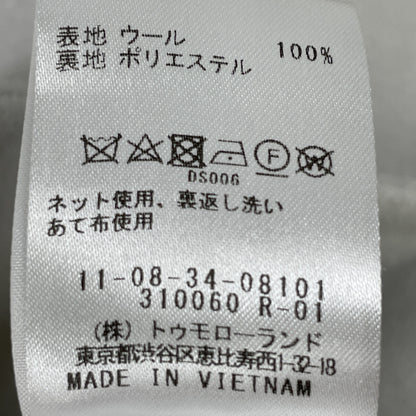 表地 ウール 100%
裏地 ポリエステル
F W
DS006
ネット使用、裏返し洗い
あて布使用
11-08-34-08101
310060 R-01
(株) トゥモローランド
東京都渋谷区恵比寿西1-32-18
MADE IN VIETNAM